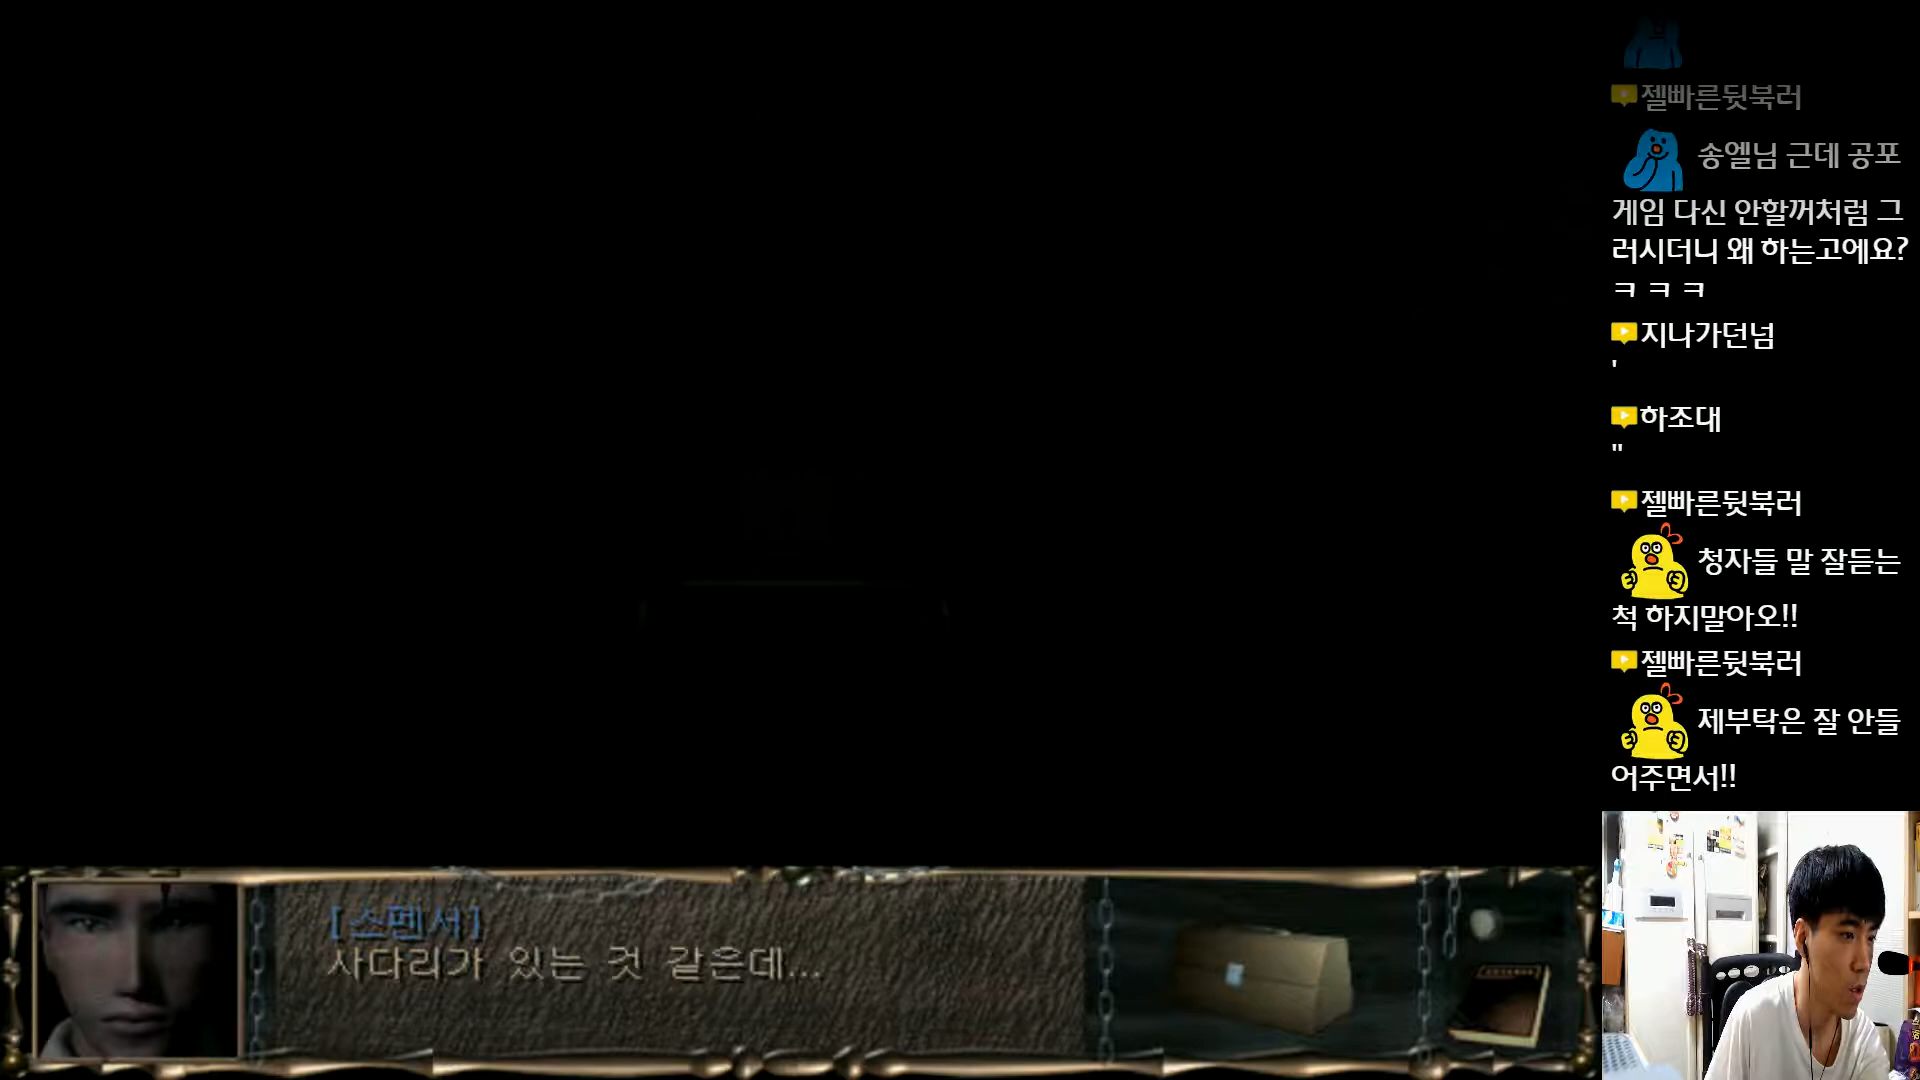 젤빠른뒷북러
송엘님 근데 공포
게임 다신 안할꺼처럼 그
러시더니 왜 하는고에요?
ㅋㅋㅋ
지나가던넘
'
하조대
"
젤빠른뒷북러
청자들 말 잘듣는
척 하지말아오!!
젤빠른뒷북러
제부탁은 잘 안들
어주면서!!
[스펜서]
사다리가 있는 것 같은데...